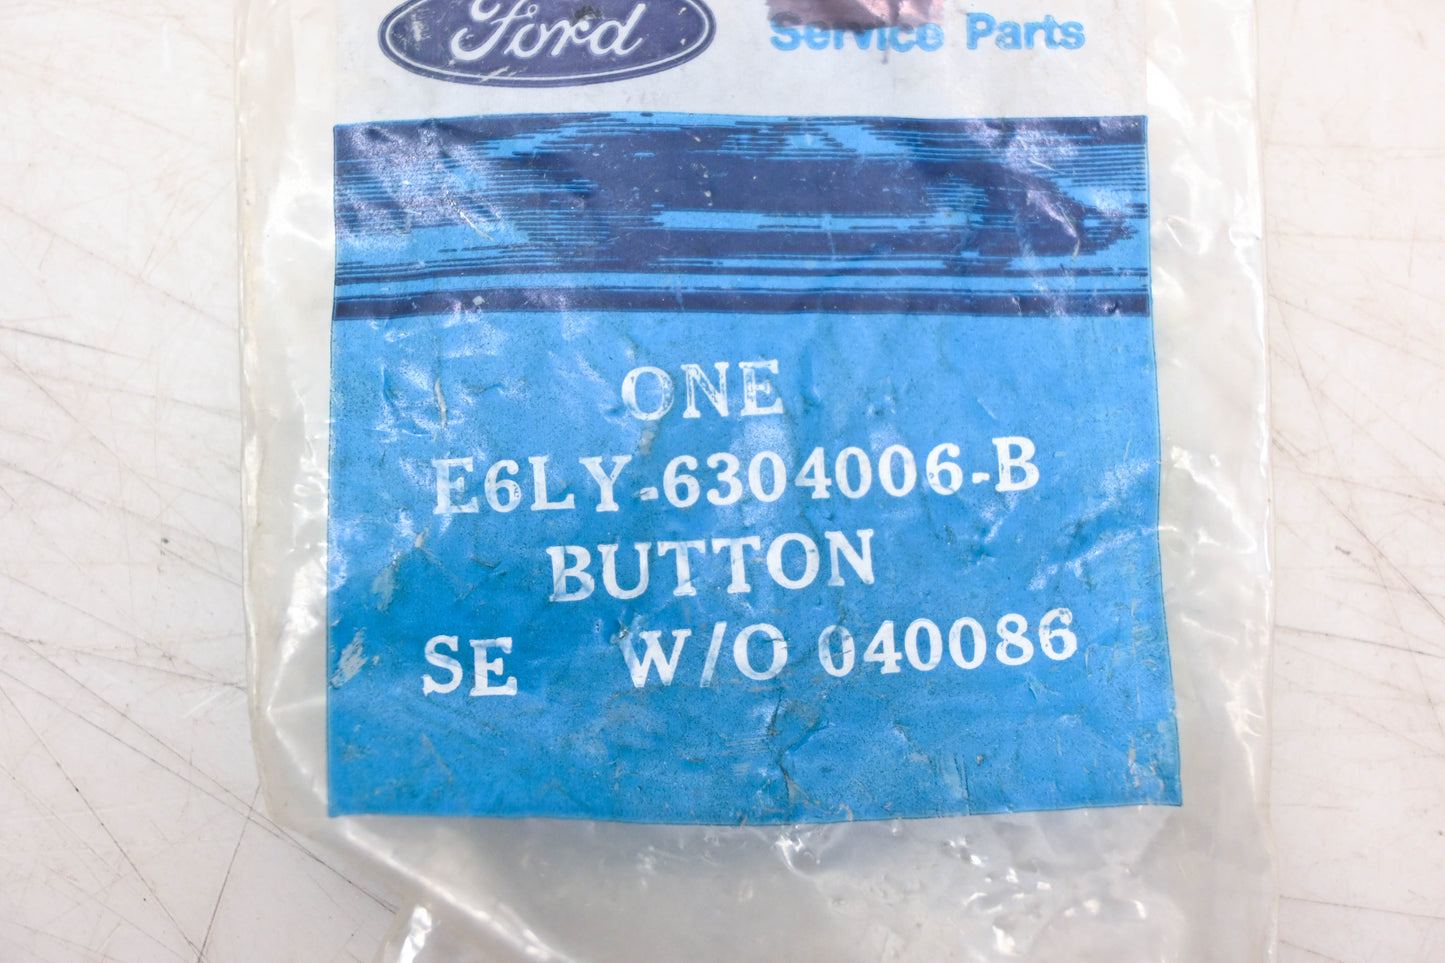 Ford
Service Parts
ONE
E6LY-6304006-B
BUTTON
SE W/O 040086